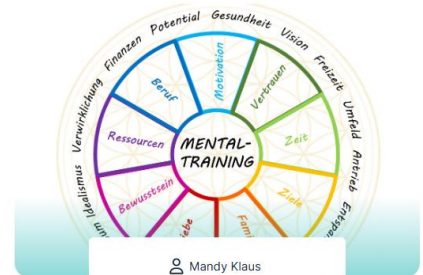 Verwirklichung Finanzen Potential Gesundheit Vision Freizeit Umfeld Antrieb
Idealismus
Motivation
Vertrauen
Zeit
Ziele
Bewusstsein
Ressourcen
Beruf
MENTAL-
TRAINING
Mandy Klaus